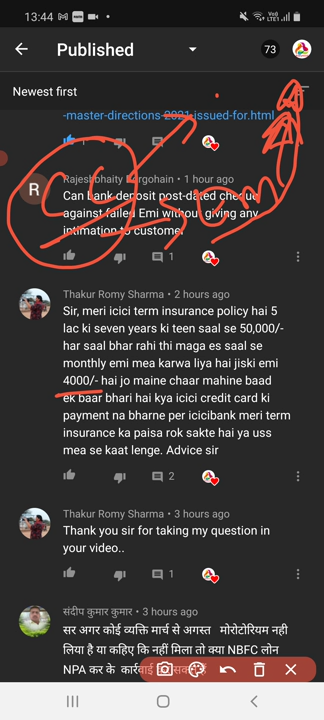 13:44
Published
73
Newest first
-master-directions-2021-issued-for.html
1
R
Rajeshbhaity Borgohain • 1 hour ago
Can bank deposit post-dated cheque
against failed Emi without giving any
intimation to customer
1
Thakur Romy Sharma • 2 hours ago
Sir, meri icici term insurance policy hai 5
lac ki seven years ki teen saal se 50,000/-
har saal bhar rahi thi maga es saal se
monthly emi mea karwa liya hai jiski emi
4000/- hai jo maine chaar mahine baad
ek baar bhari hai kya icici credit card ki
payment na bharne per icicibank meri term
insurance ka paisa rok sakte hai ya uss
mea se kaat lenge. Advice sir
2
Thakur Romy Sharma • 3 hours ago
Thank you sir for taking my question in
your video..
1
संदीप कुमार कुमार • 3 hours ago
सर अगर कोई व्यक्ति मार्च से अगस्त मोरोटोरियम नही
लिया है या कहिए कि नहीं मिला तो क्या NBFC लोन
NPA कर के कार्रवाई